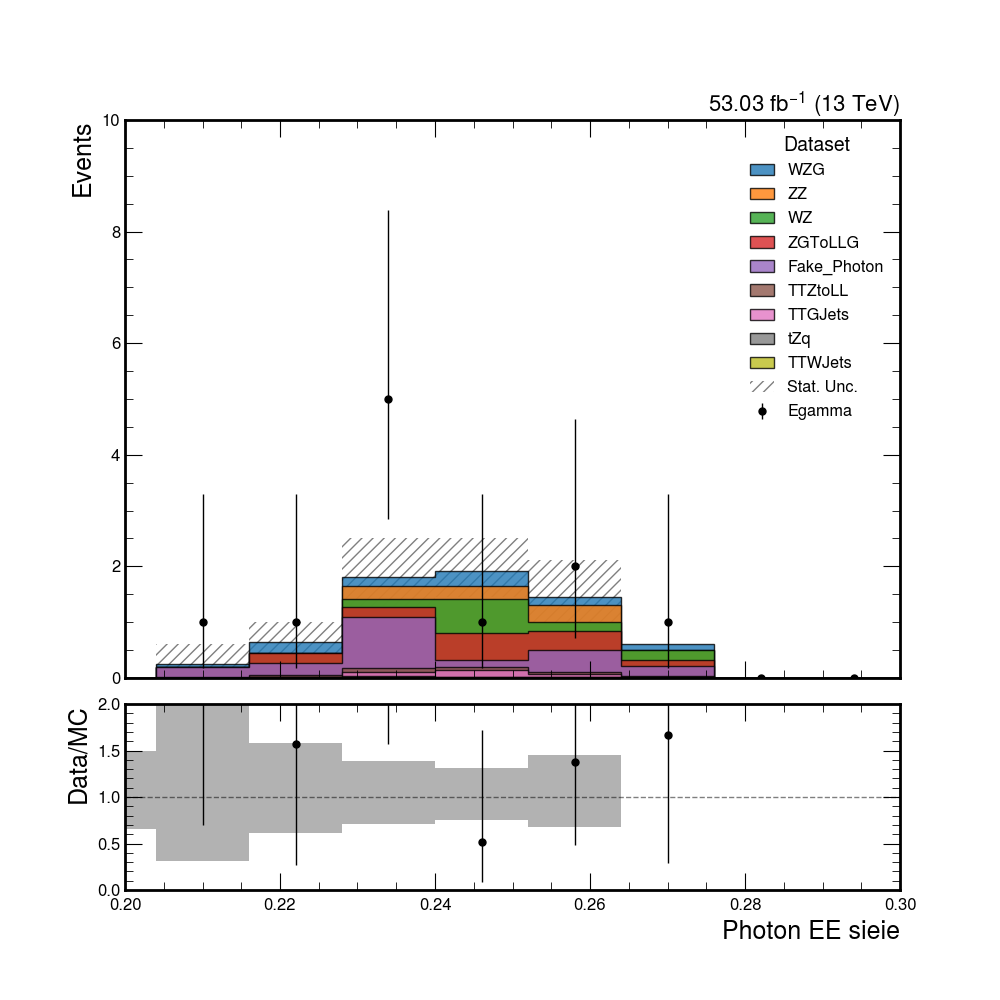 53.03 fb⁻¹ (13 TeV)
Events
10
8
6
4
2
0
Dataset
WZG
ZZ
WZ
ZGToLLG
Fake_Photon
TTZtoLL
TTGJets
tZq
TTWJets
Stat. Unc.
Egamma
Data/MC
2.0
1.5
1.0
0.5
0.0
0.20 0.22 0.24 0.26 0.28 0.30
Photon EE sieie